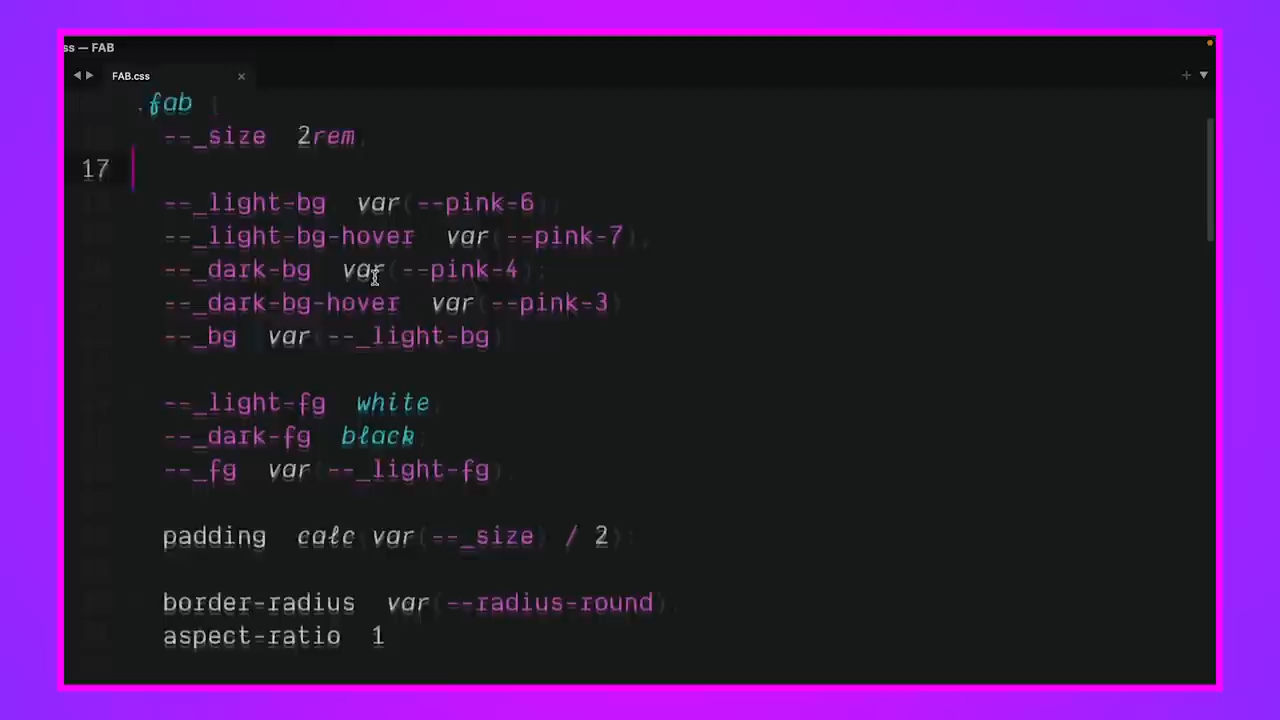 ss — FAB
FAB.css
.fab {
--_size 2rem
17
--_light-bg var(--pink-6);
--_light-bg-hover var(--pink-7);
--_dark-bg var(--pink-4);
--_dark-bg-hover var(--pink-3)
--_bg var(--_light-bg)
--_light-fg white
--_dark-fg black
--_fg var(--_light-fg)
padding calc(var(--_size) / 2);
border-radius var(--radius-round)
aspect-ratio 1